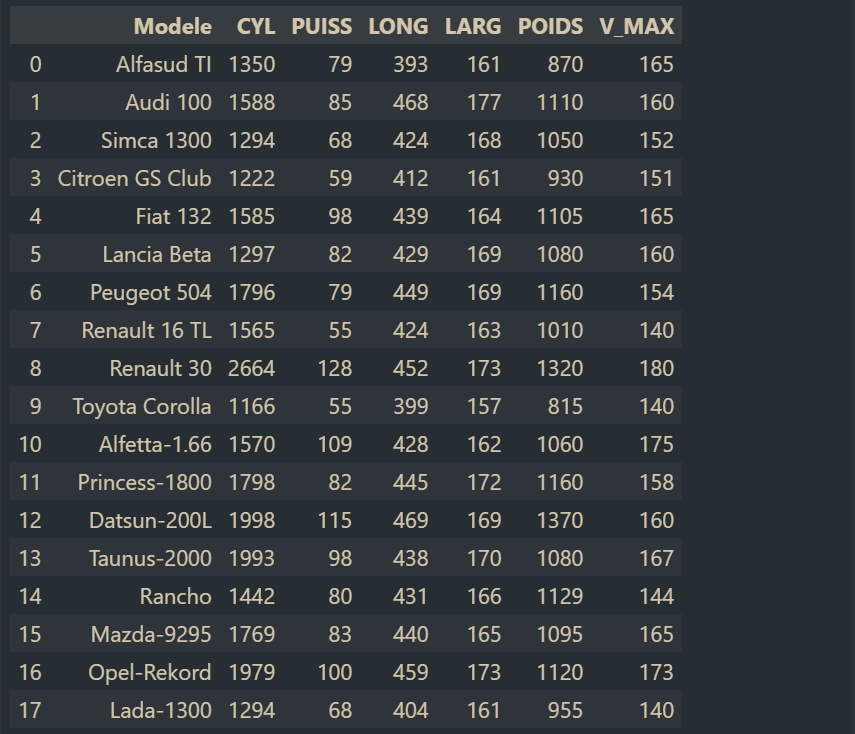 Modele CYL PUISS LONG LARG POIDS V_MAX
0 Alfasud TI 1350 79 393 161 870 165
1 Audi 100 1588 85 468 177 1110 160
2 Simca 1300 1294 68 424 168 1050 152
3 Citroen GS Club 1222 59 412 161 930 151
4 Fiat 132 1585 98 439 164 1105 165
5 Lancia Beta 1297 82 429 169 1080 160
6 Peugeot 504 1796 79 449 169 1160 154
7 Renault 16 TL 1565 55 424 163 1010 140
8 Renault 30 2664 128 452 173 1320 180
9 Toyota Corolla 1166 55 399 157 815 140
10 Alfetta-1.66 1570 109 428 162 1060 175
11 Princess-1800 1798 82 445 172 1160 158
12 Datsun-200L 1998 115 469 169 1370 160
13 Taunus-2000 1993 98 438 170 1080 167
14 Rancho 1442 80 431 166 1129 144
15 Mazda-9295 1769 83 440 165 1095 165
16 Opel-Rekord 1979 100 459 173 1120 173
17 Lada-1300 1294 68 404 161 955 140